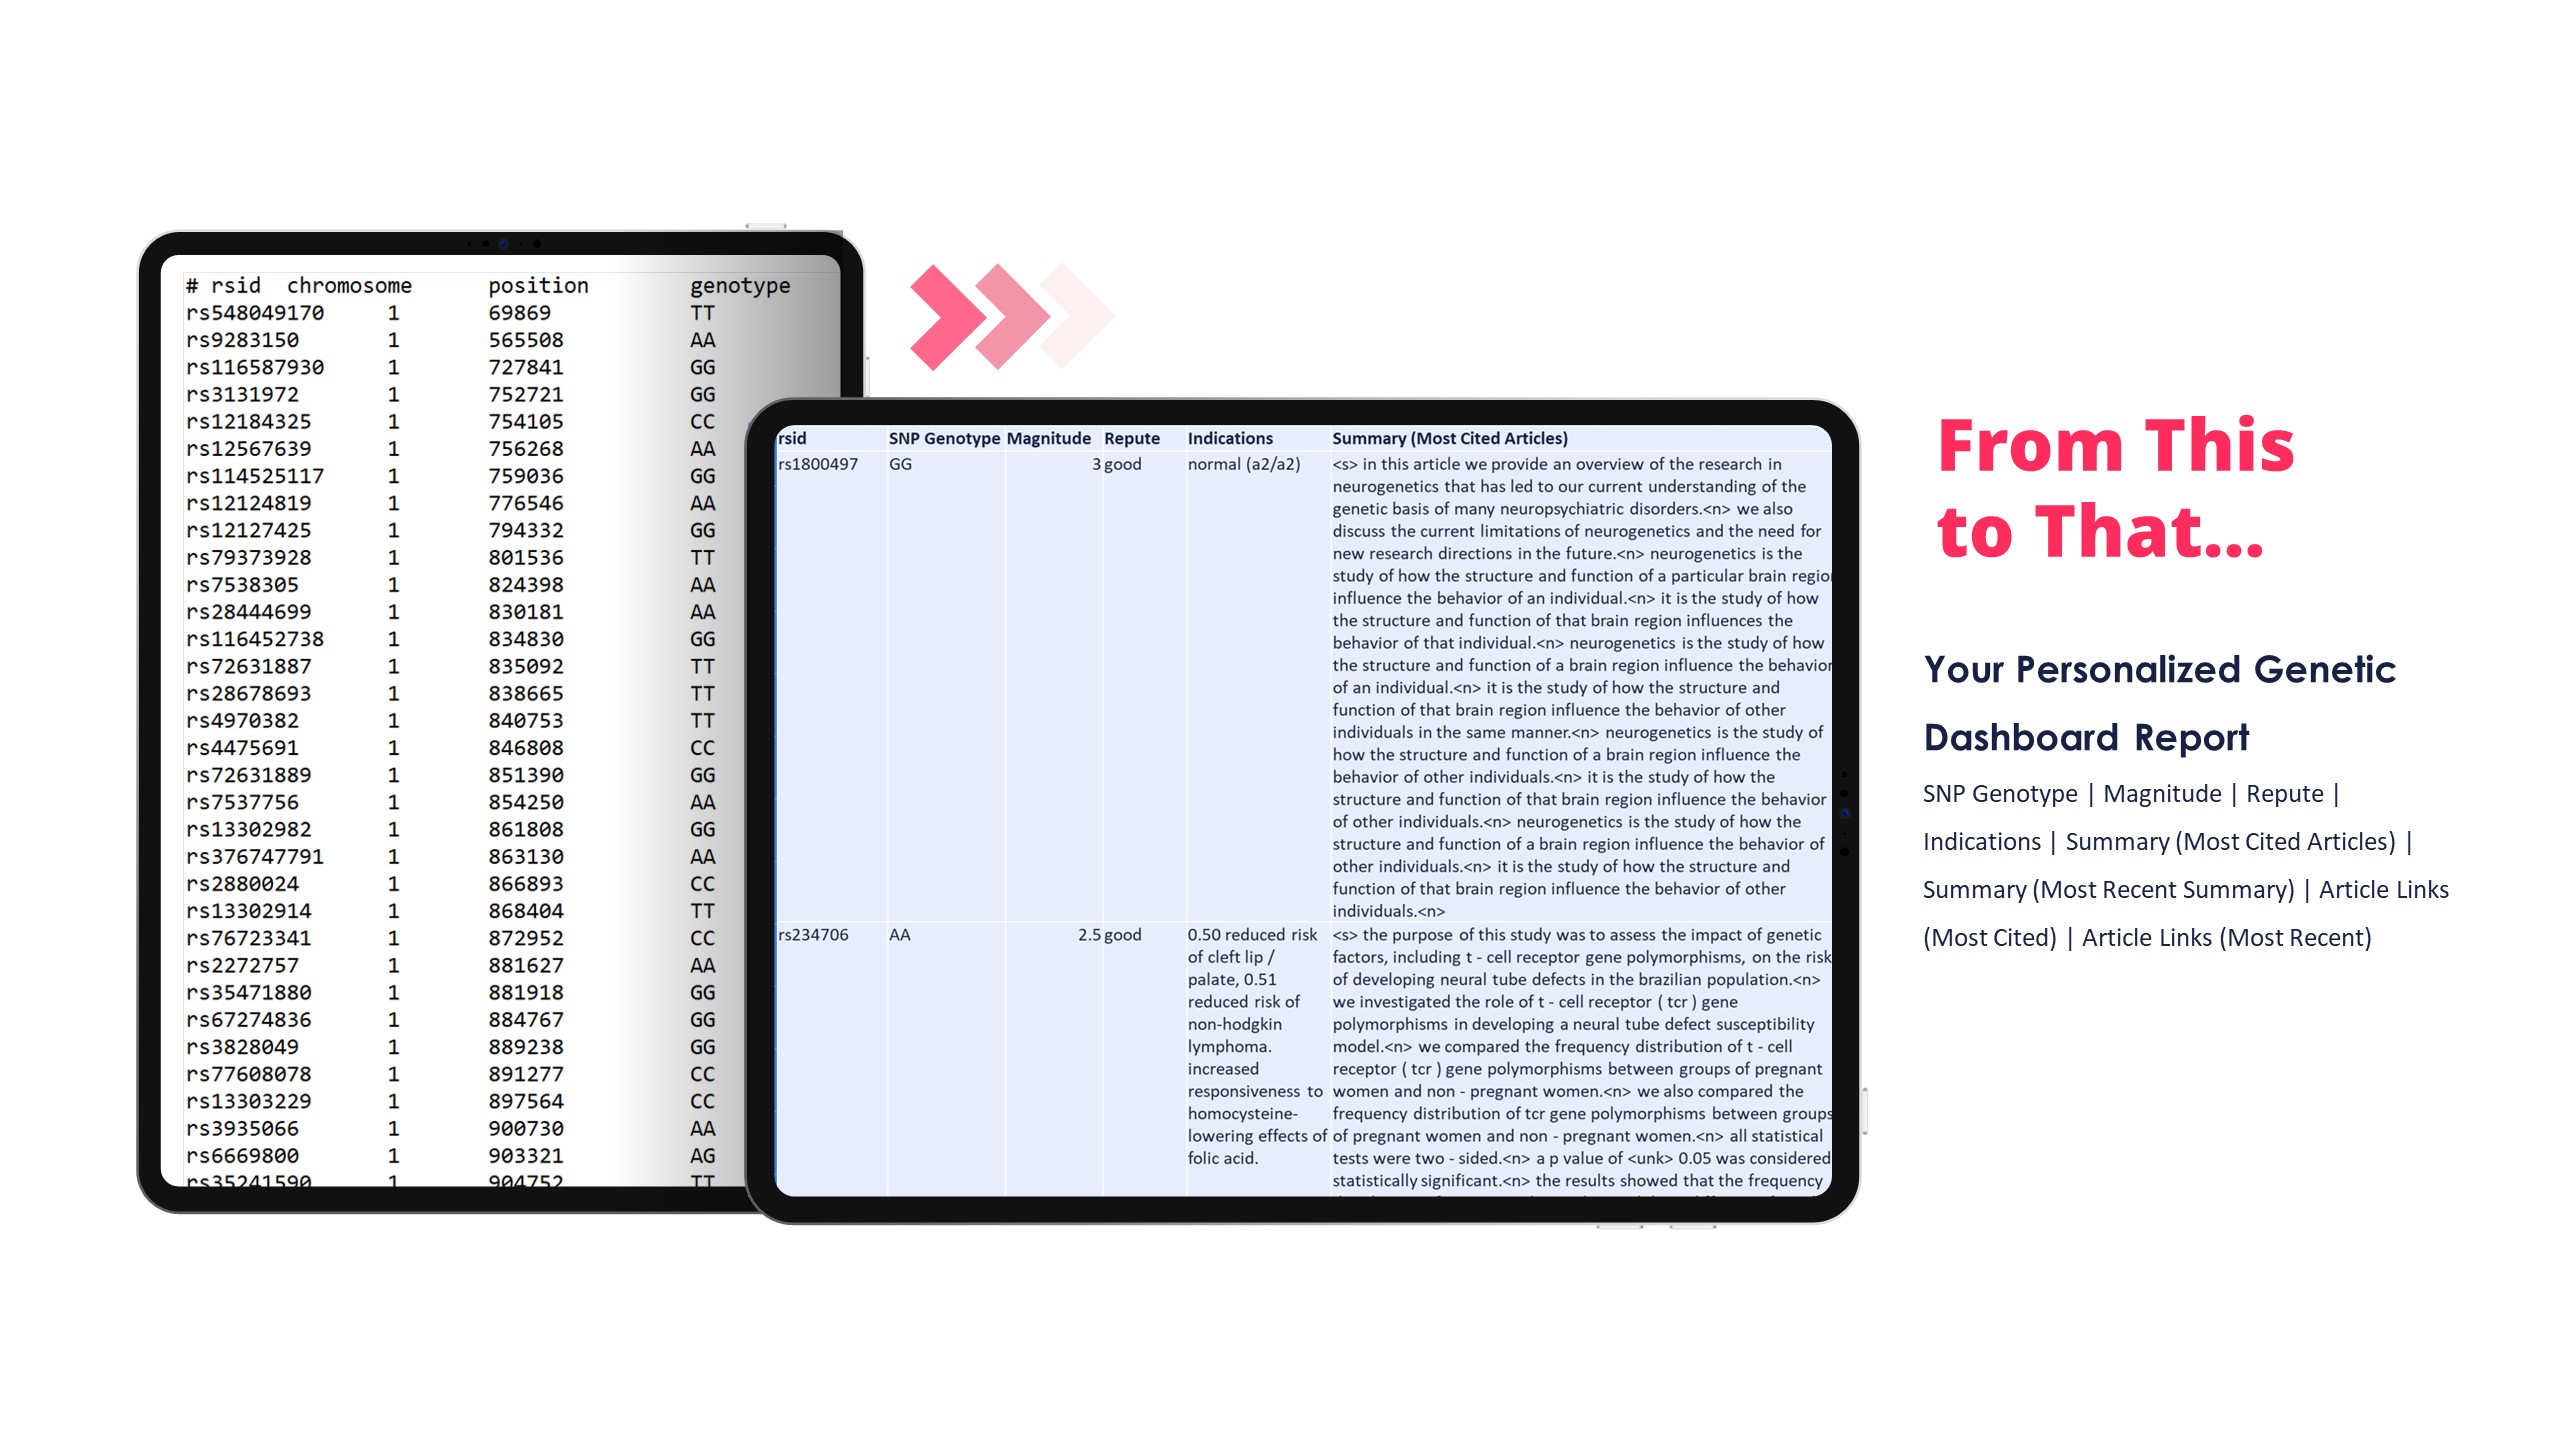 # rsid chromosome position genotype
rs548049170 1 69869 TT
rs9283150 1 565508 AA
rs116587930 1 727841 GG
rs3131972 1 752721 GG
rs12184325 1 754105 CC
rs12567639 1 756268 AA
rs114525117 1 759036 GG
rs12124819 1 776546 AA
rs12127425 1 794332 GG
rs79373928 1 801536 TT
rs7538305 1 824398 AA
rs28444699 1 830181 AA
rs116452738 1 834830 GG
rs72631887 1 835092 TT
rs28678693 1 838665 TT
rs4970382 1 840753 TT
rs4475691 1 846808 CC
rs72631889 1 851390 GG
rs7537756 1 854250 AA
rs13302982 1 861808 GG
rs376747791 1 863130 AA
rs2880024 1 866893 CC
rs13302914 1 868404 TT
rs76723341 1 872952 CC
rs2272757 1 881627 AA
rs35471880 1 881918 GG
rs67274836 1 884767 GG
rs3828049 1 889238 GG
rs77608078 1 891277 CC
rs13303229 1 897564 CC
rs3935066 1 900730 AA
rs6669800 1 903321 AG
rs35241590 1 904752 TT
rsid SNP Genotype Magnitude Repute Indications Summary (Most Cited Articles)
rs1800497 GG 3 good normal (a2/a2) <s> in this article we provide an overview of the research in
neurogenetics that has led to our current understanding of the
genetic basis of many neuropsychiatric disorders.<n> we also
discuss the current limitations of neurogenetics and the need for
new research directions in the future.<n> neurogenetics is the
study of how the structure and function of a particular brain region
influence the behavior of an individual.<n> it is the study of how
the structure and function of that brain region influences the
behavior of that individual.<n> neurogenetics is the study of how
the structure and function of a brain region influence the behavior
of an individual.<n> it is the study of how the structure and
function of that brain region influence the behavior of other
individuals in the same manner.<n> neurogenetics is the study of
how the structure and function of a brain region influence the
behavior of other individuals.<n> it is the study of how the
structure and function of that brain region influence the behavior
of other individuals.<n> neurogenetics is the study of how the
structure and function of a brain region influence the behavior of
other individuals.<n> it is the study of how the structure and
function of that brain region influence the behavior of other
individuals.<n>
rs234706 AA 2.5 good 0.50 reduced risk <s> the purpose of this study was to assess the impact of genetic
of cleft lip / factors, including t - cell receptor gene polymorphisms, on the risk
palate, 0.51 of developing neural tube defects in the brazilian population.<n>
reduced risk of we investigated the role of t - cell receptor ( tcr ) gene
non-hodgkin polymorphisms in developing a neural tube defect susceptibility
lymphoma. model.<n> we compared the frequency distribution of t - cell
increased receptor ( tcr ) gene polymorphisms between groups of pregnant
responsiveness to women and non - pregnant women.<n> we also compared the
homocysteine- frequency distribution of tcr gene polymorphisms between groups
lowering effects of of pregnant women and non - pregnant women.<n> all statistical
folic acid. tests were two - sided.<n> a p value of <unk> 0.05 was considered
statistically significant.<n> the results showed that the frequency
From This
to That...
Your Personalized Genetic
Dashboard Report
SNP Genotype | Magnitude | Repute |
Indications | Summary (Most Cited Articles) |
Summary (Most Recent Summary) | Article Links
(Most Cited) | Article Links (Most Recent)